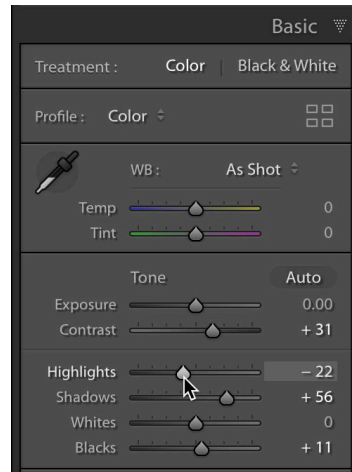 Basic
Treatment : Color | Black & White
Profile : Color
WB : As Shot
Temp 0
Tint 0
Tone Auto
Exposure 0.00
Contrast + 31
Highlights − 22
Shadows + 56
Whites 0
Blacks + 11